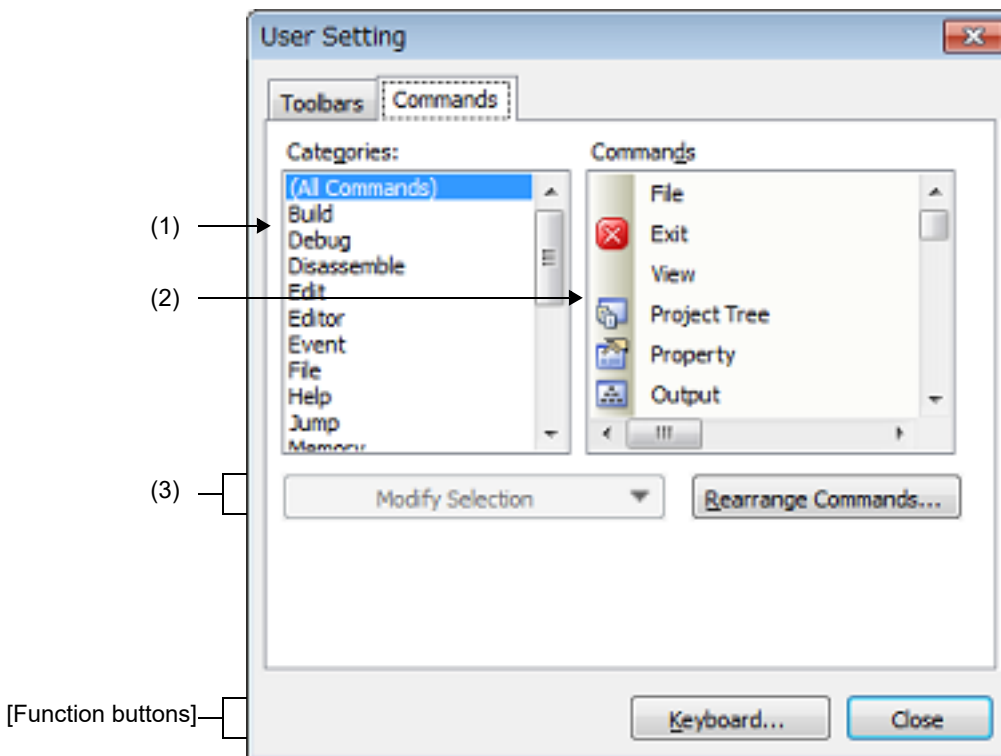 User Setting
Toolbars Commands
Categories: Commands
(All Commands)
Build
Debug
Disassemble
Edit
Editor
Event
File
Help
Jump
Memory
File
Exit
View
Project Tree
Property
Output
(1)
(2)
(3)
Modify Selection Rearrange Commands...
[Function buttons]
Keyboard... Close